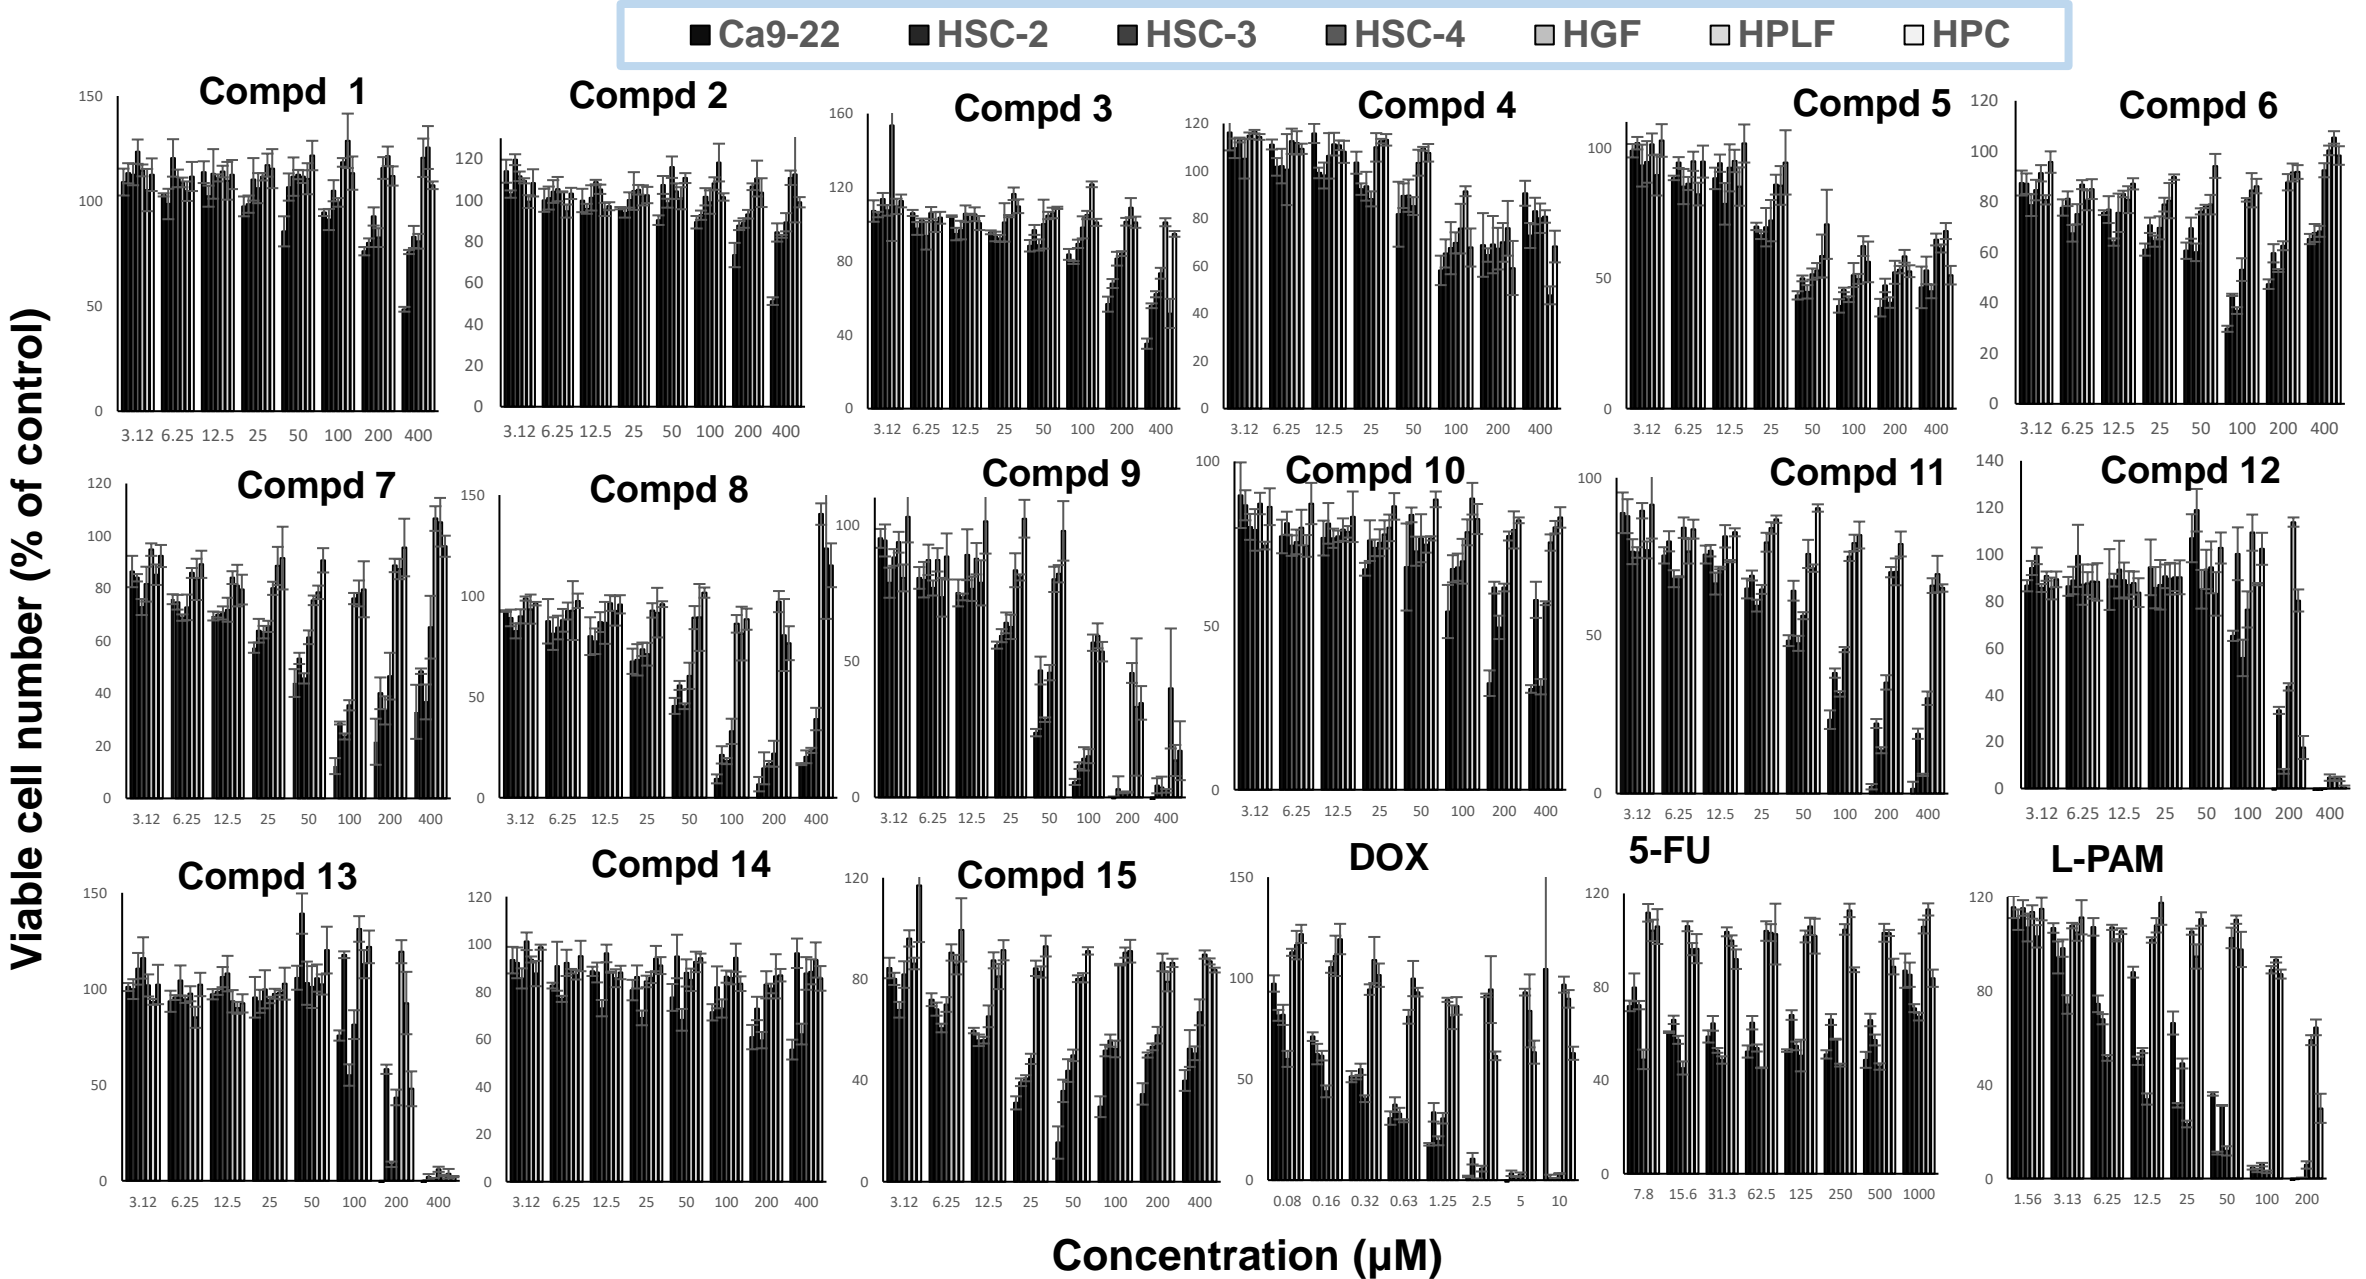 Ca9-22 HSC-2 HSC-3 HSC-4 HGF HPLF HPC
Viable cell number (% of control)
Compd 1
150
100
50
0
3.12 6.25 12.5 25 50 100 200 400
Compd 2
120
100
80
60
40
20
0
3.12 6.25 12.5 25 50 100 200 400
Compd 3
160
120
80
40
0
3.12 6.25 12.5 25 50 100 200 400
Compd 4
120
100
80
60
40
20
0
3.12 6.25 12.5 25 50 100 200 400
Compd 5
100
50
0
3.12 6.25 12.5 25 50 100 200 400
Compd 6
120
100
80
60
40
20
0
3.12 6.25 12.5 25 50 100 200 400
Compd 7
120
100
80
60
40
20
0
3.12 6.25 12.5 25 50 100 200 400
Compd 8
150
100
50
0
3.12 6.25 12.5 25 50 100 200 400
Compd 9
100
50
0
3.12 6.25 12.5 25 50 100 200 400
Compd 10
100
50
0
3.12 6.25 12.5 25 50 100 200 400
Compd 11
100
50
0
3.12 6.25 12.5 25 50 100 200 400
Compd 12
140
120
100
80
60
40
20
0
3.12 6.25 12.5 25 50 100 200 400
Compd 13
150
100
50
0
3.12 6.25 12.5 25 50 100 200 400
Compd 14
120
100
80
60
40
20
0
3.12 6.25 12.5 25 50 100 200 400
Compd 15
120
80
40
0
3.12 6.25 12.5 25 50 100 200 400
DOX
150
100
50
0
0.08 0.16 0.32 0.63 1.25 2.5 5 10
5-FU
120
80
40
0
7.8 15.6 31.3 62.5 125 250 500 1000
L-PAM
120
80
40
0
1.56 3.13 6.25 12.5 25 50 100 200
Concentration (μM)